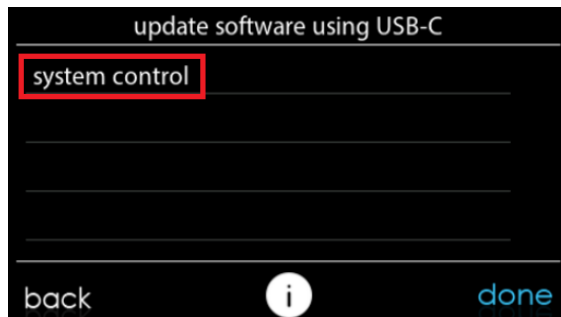 update software using USB-C
system control
back i done